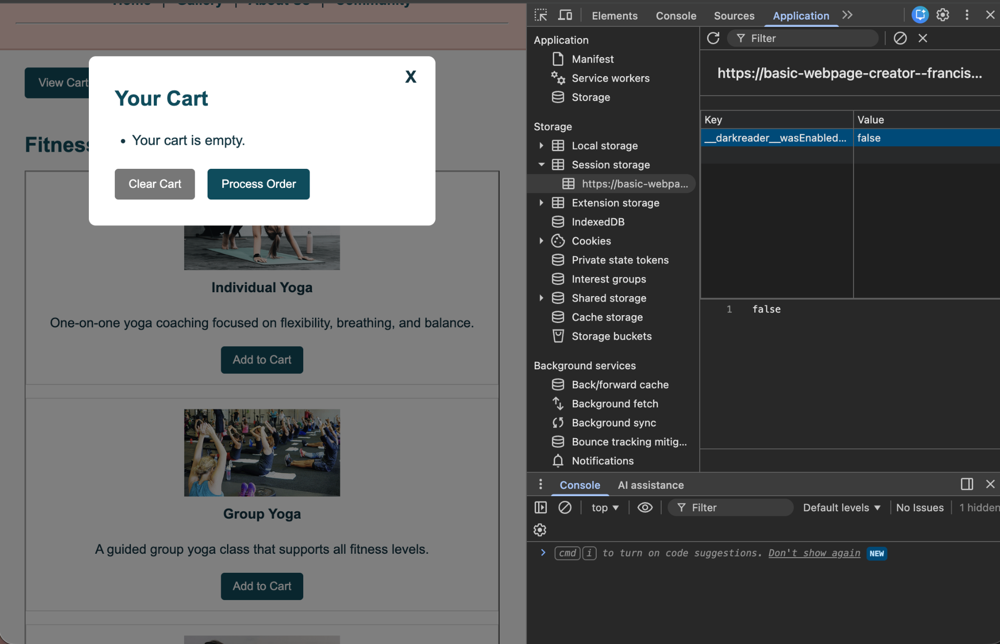 Home | Gallery | About Us | Community
View Cart
X
Your Cart
• Your cart is empty.
Clear Cart
Process Order
Fitness
Individual Yoga
One-on-one yoga coaching focused on flexibility, breathing, and balance.
Add to Cart
Group Yoga
A guided group yoga class that supports all fitness levels.
Add to Cart
Elements Console Sources Application
Application
Manifest
Service workers
Storage
Storage
Local storage
Session storage
https://basic-webpa...
Extension storage
IndexedDB
Cookies
Private state tokens
Interest groups
Shared storage
Cache storage
Storage buckets
Background services
Back/forward cache
Background fetch
Background sync
Bounce tracking mitig...
Notifications
Filter
https://basic-webpage-creator--francis...
Key Value
__darkreader__wasEnabled... false
1 false
Console AI assistance
top Filter Default levels No Issues 1 hidden
cmd i to turn on code suggestions. Don't show again NEW